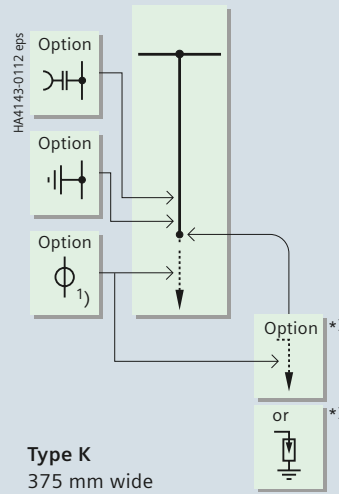 HA4143-0112 eps
Option
Option
Option
1)
Option
*)
or
*)
Type K
375 mm wide